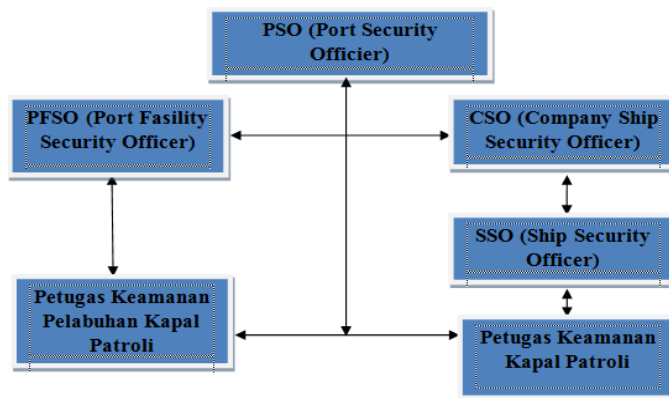 PSO (Port Security
Officier)
PFSO (Port Fasility
Security Officer)
CSO (Company Ship
Security Officer)
SSO (Ship Security
Officer)
Petugas Keamanan
Pelabuhan Kapal
Patroli
Petugas Keamanan
Kapal Patroli